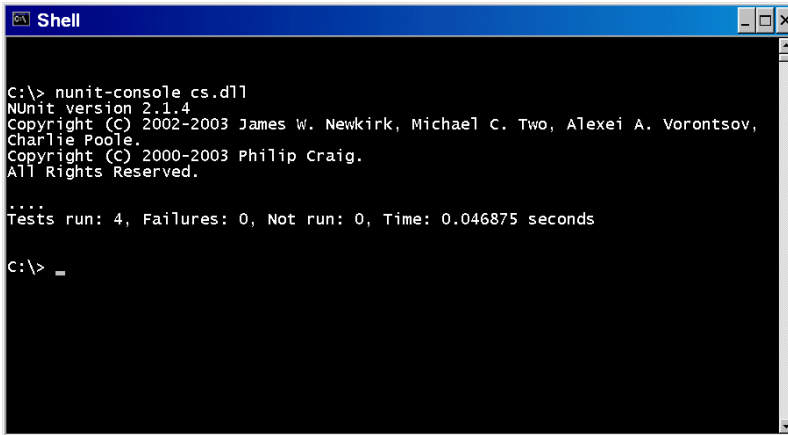 Shell
C:\> nunit-console cs.dll
NUnit version 2.1.4
Copyright (C) 2002-2003 James W. Newkirk, Michael C. Two, Alexei A. Vorontsov,
Charlie Poole.
Copyright (C) 2000-2003 Philip Craig.
All Rights Reserved.
....
Tests run: 4, Failures: 0, Not run: 0, Time: 0.046875 seconds
C:\> _